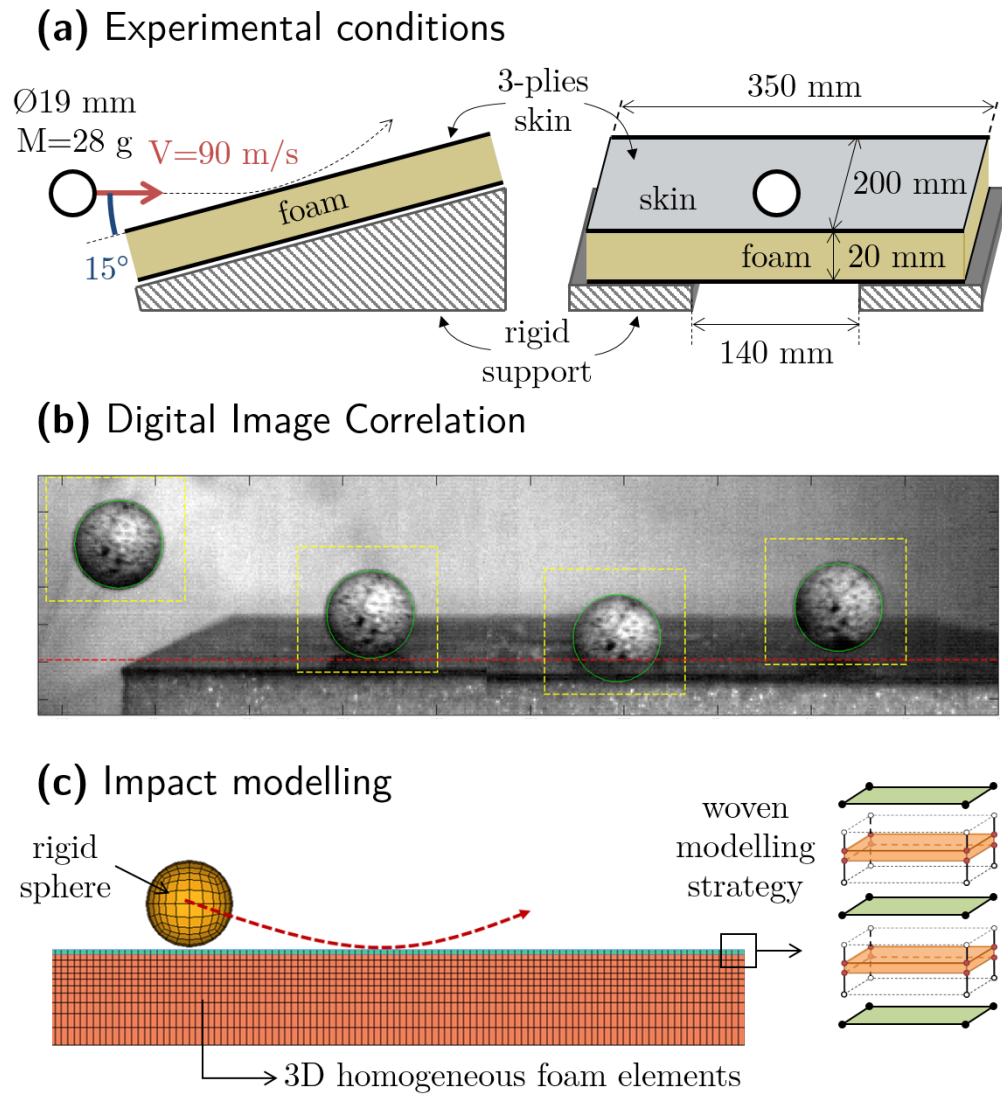 (a) Experimental conditions
Ø19 mm
M=28 g
V=90 m/s
15°
foam
3-plies
skin
rigid
support
350 mm
skin
200 mm
foam
20 mm
140 mm
(b) Digital Image Correlation
(c) Impact modelling
rigid
sphere
woven
modelling
strategy
3D homogeneous foam elements